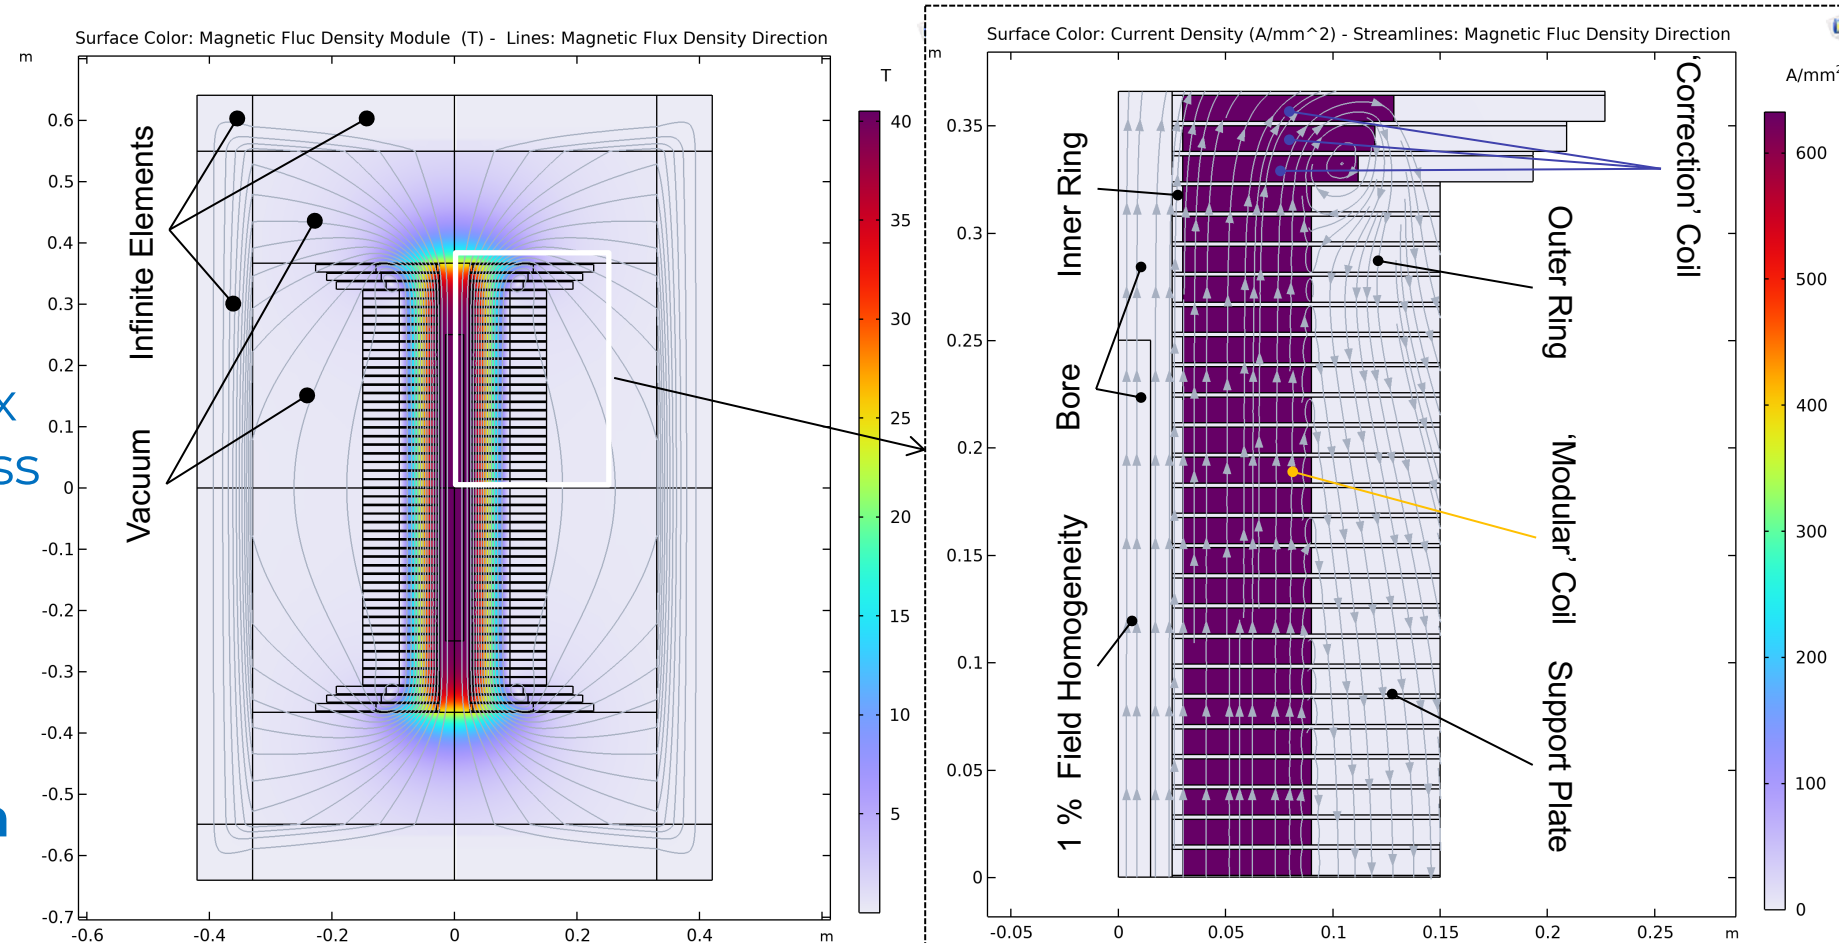 Surface Color: Magnetic Fluc Density Module (T) - Lines: Magnetic Flux Density Direction
m
T
0.6
0.5
0.4
0.3
0.2
0.1
0
-0.1
-0.2
-0.3
-0.4
-0.5
-0.6
-0.7
-0.6
-0.4
-0.2
0
0.2
0.4
m
Infinite Elements
Vacuum
40
35
30
25
20
15
10
5
x
ss
Surface Color: Current Density (A/mm^2) - Streamlines: Magnetic Fluc Density Direction
m
A/mm²
0.35
0.3
0.25
0.2
0.15
0.1
0.05
0
-0.05
0
0.05
0.1
0.15
0.2
0.25
m
Inner Ring
Bore
1 % Field Homogeneity
'Correction' Coil
Outer Ring
'Modular' Coil
Support Plate
600
500
400
300
200
100
0